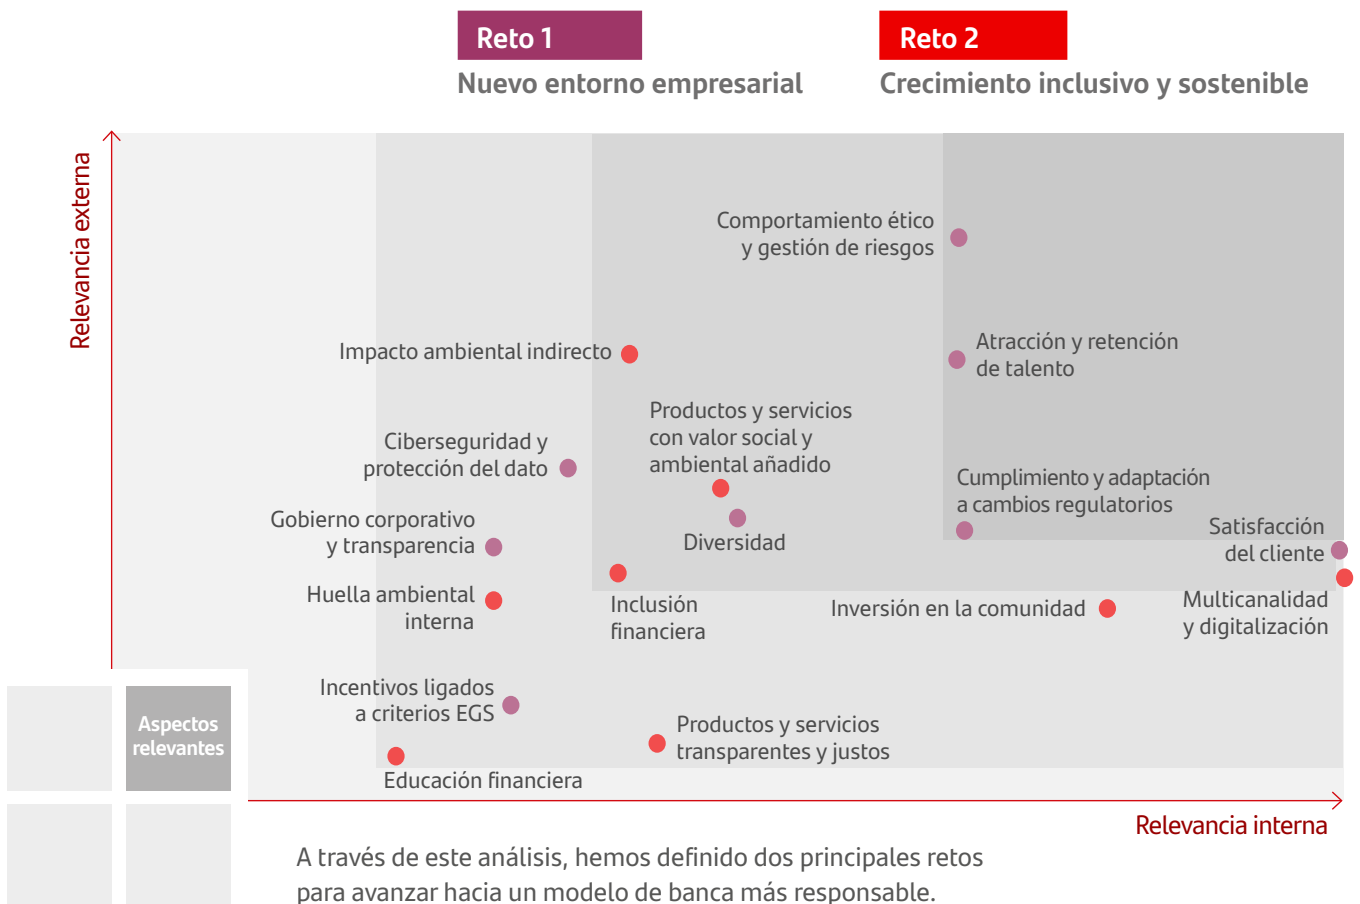 Reto 1
Nuevo entorno empresarial
Reto 2
Crecimiento inclusivo y sostenible
Relevancia externa
Comportamiento ético
y gestión de riesgos
Impacto ambiental indirecto
Atracción y retención
de talento
Productos y servicios
con valor social y
ambiental añadido
Ciberseguridad y
protección del dato
Cumplimiento y adaptación
a cambios regulatorios
Gobierno corporativo
y transparencia
Diversidad
Satisfacción
del cliente
Huella ambiental
interna
Inclusión
financiera
Inversión en la comunidad
Multicanalidad
y digitalización
Incentivos ligados
a criterios EGS
Productos y servicios
transparentes y justos
Aspectos
relevantes
Educación financiera
Relevancia interna
A través de este análisis, hemos definido dos principales retos
para avanzar hacia un modelo de banca más responsable.